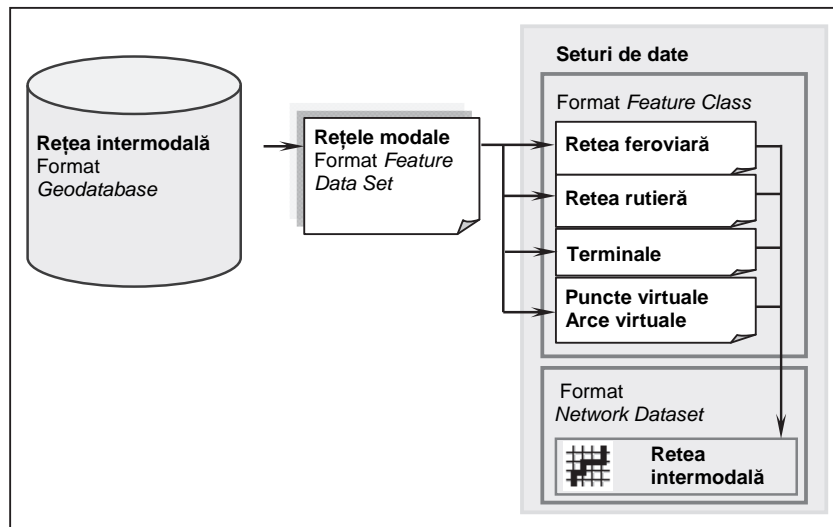 Rețea intermodală
Format
Geodatabase
Rețele modale
Format Feature
Data Set
Seturi de date
Format Feature Class
Retea feroviară
Retea rutieră
Terminale
Puncte virtuale
Arce virtuale
Format
Network Dataset
Retea
intermodală